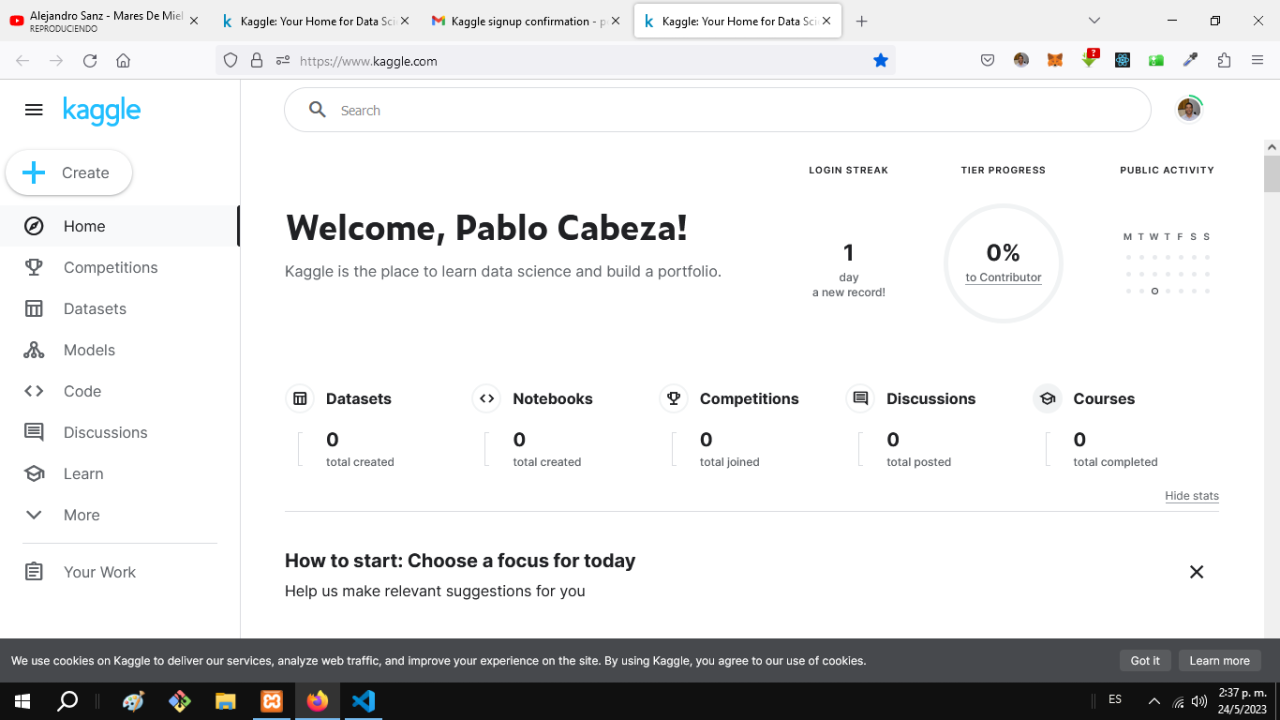 Alejandro Sanz - Mares De Miel
REPRODUCIENDO
Kaggle: Your Home for Data Scie
Kaggle signup confirmation - p
Kaggle: Your Home for Data Scie
https://www.kaggle.com
?
kaggle
Search
Create
Home
Competitions
Datasets
Models
Code
Discussions
Learn
More
Your Work
LOGIN STREAK
TIER PROGRESS
PUBLIC ACTIVITY
Welcome, Pablo Cabeza!
Kaggle is the place to learn data science and build a portfolio.
1
day
a new record!
0%
to Contributor
M T W T F S S
Datasets
0
total created
Notebooks
0
total created
Competitions
0
total joined
Discussions
0
total posted
Courses
0
total completed
Hide stats
How to start: Choose a focus for today
Help us make relevant suggestions for you
We use cookies on Kaggle to deliver our services, analyze web traffic, and improve your experience on the site. By using Kaggle, you agree to our use of cookies.
Got it
Learn more
ES
2:37 p. m.
24/5/2023